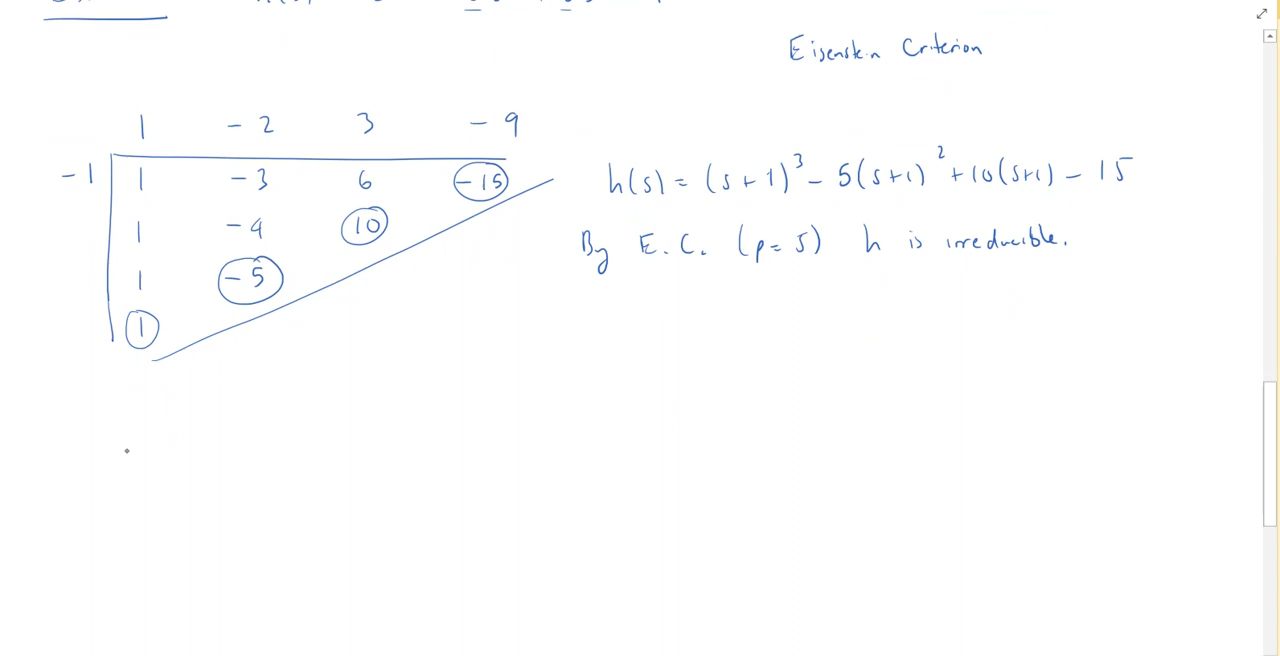 Eisenstein Criterion
1 -2 3 -9
-1 1 -3 6 -15
1 -4 10
1 -5
1
h(s) = (s+1)³ - 5(s+1)² + 10(s+1) - 15
By E.C. (p=5) h is irreducible.